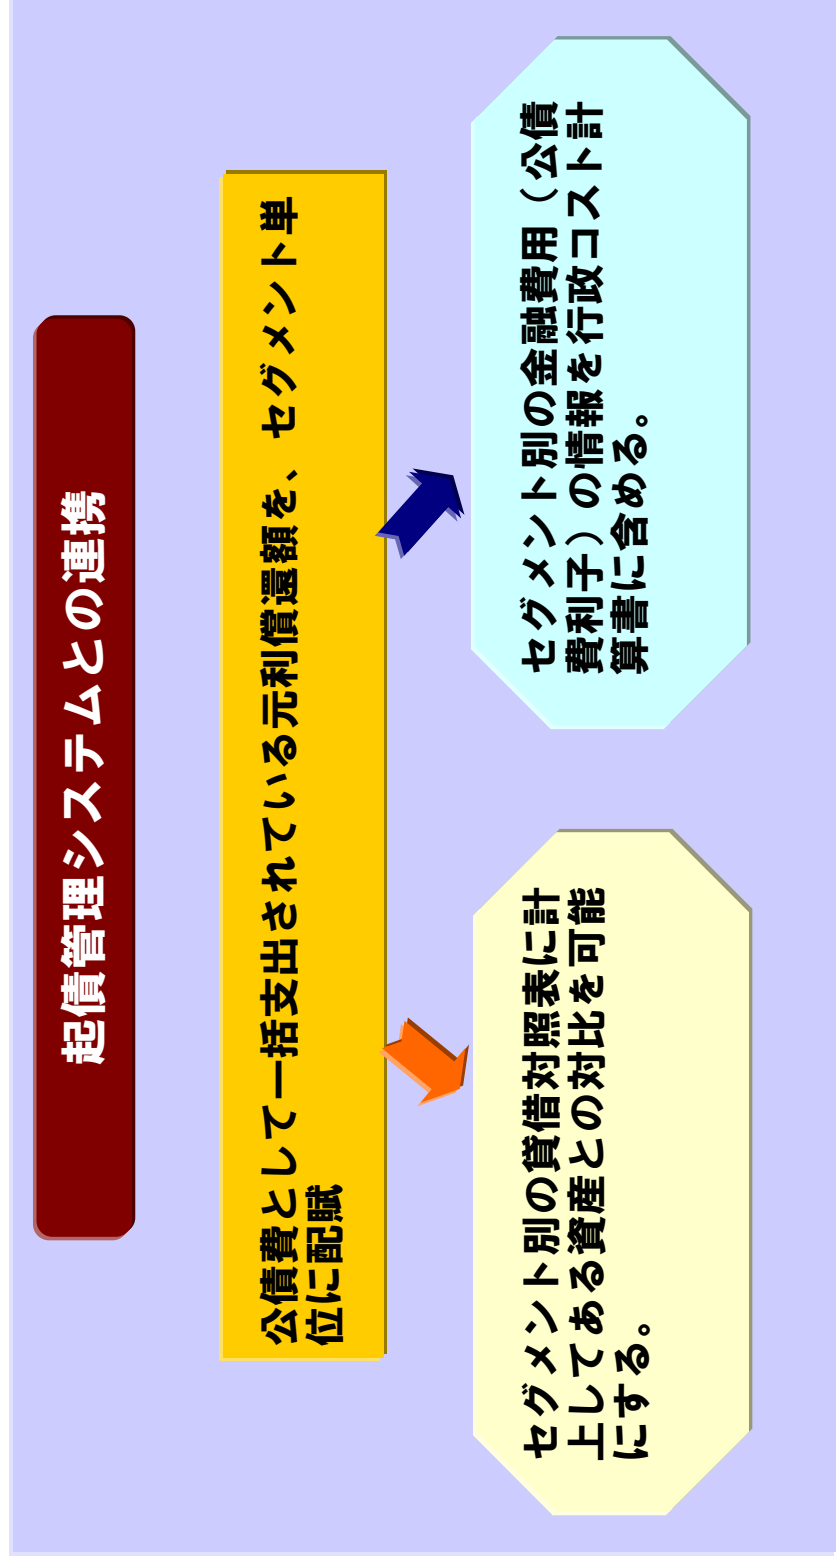 起債管理システムとの連携
公債費として一括支出されている元利償還額を、 セグメント単
位に配賦
セグメント別の貸借対照表に計
上してある資産との対比を可能
にする。
セグメント別の金融費用（公債
費利子）の情報を行政コスト計
算書に含める。